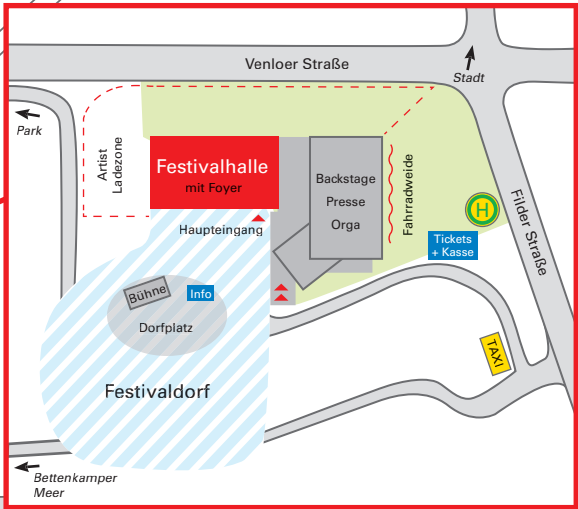 Venloer Straße
Stadt
Park
Artist
Ladezone
Festivalhalle
mit Foyer
Backstage
Presse
Orga
Fahrradweide
H
Filder Straße
Haupteingang
Tickets
+ Kasse
Bühne
Info
Dorfplatz
TAXI
Festivaldorf
Bettenkamper
Meer